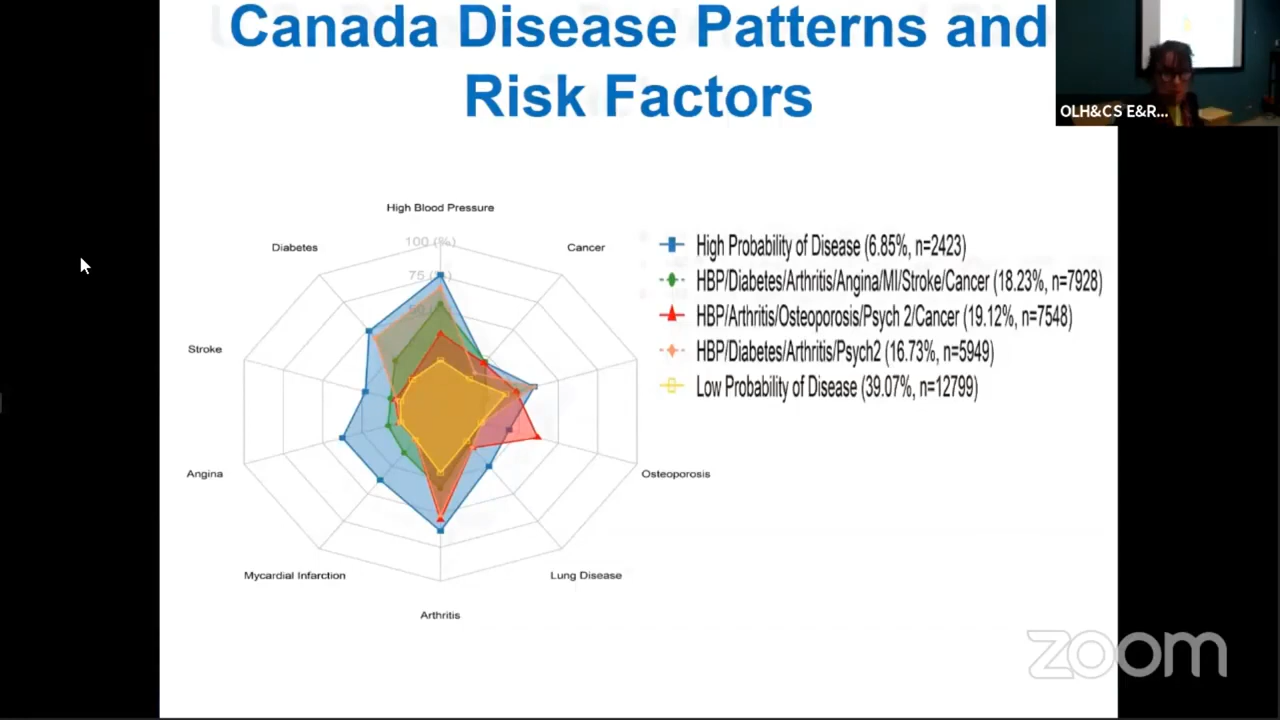 Canada Disease Patterns and
Risk Factors
OLH&CS E&R...
High Blood Pressure
Diabetes
Cancer
100 (%)
75 (%)
Stroke
Angina
Osteoporosis
Mycardial Infarction
Lung Disease
Arthritis
High Probability of Disease (6.85%, n=2423)
HBP/Diabetes/Arthritis/Angina/MI/Stroke/Cancer (18.23%, n=7928)
HBP/Arthritis/Osteoporosis/Psych 2/Cancer (19.12%, n=7548)
HBP/Diabetes/Arthritis/Psych2 (16.73%, n=5949)
Low Probability of Disease (39.07%, n=12799)
zoom